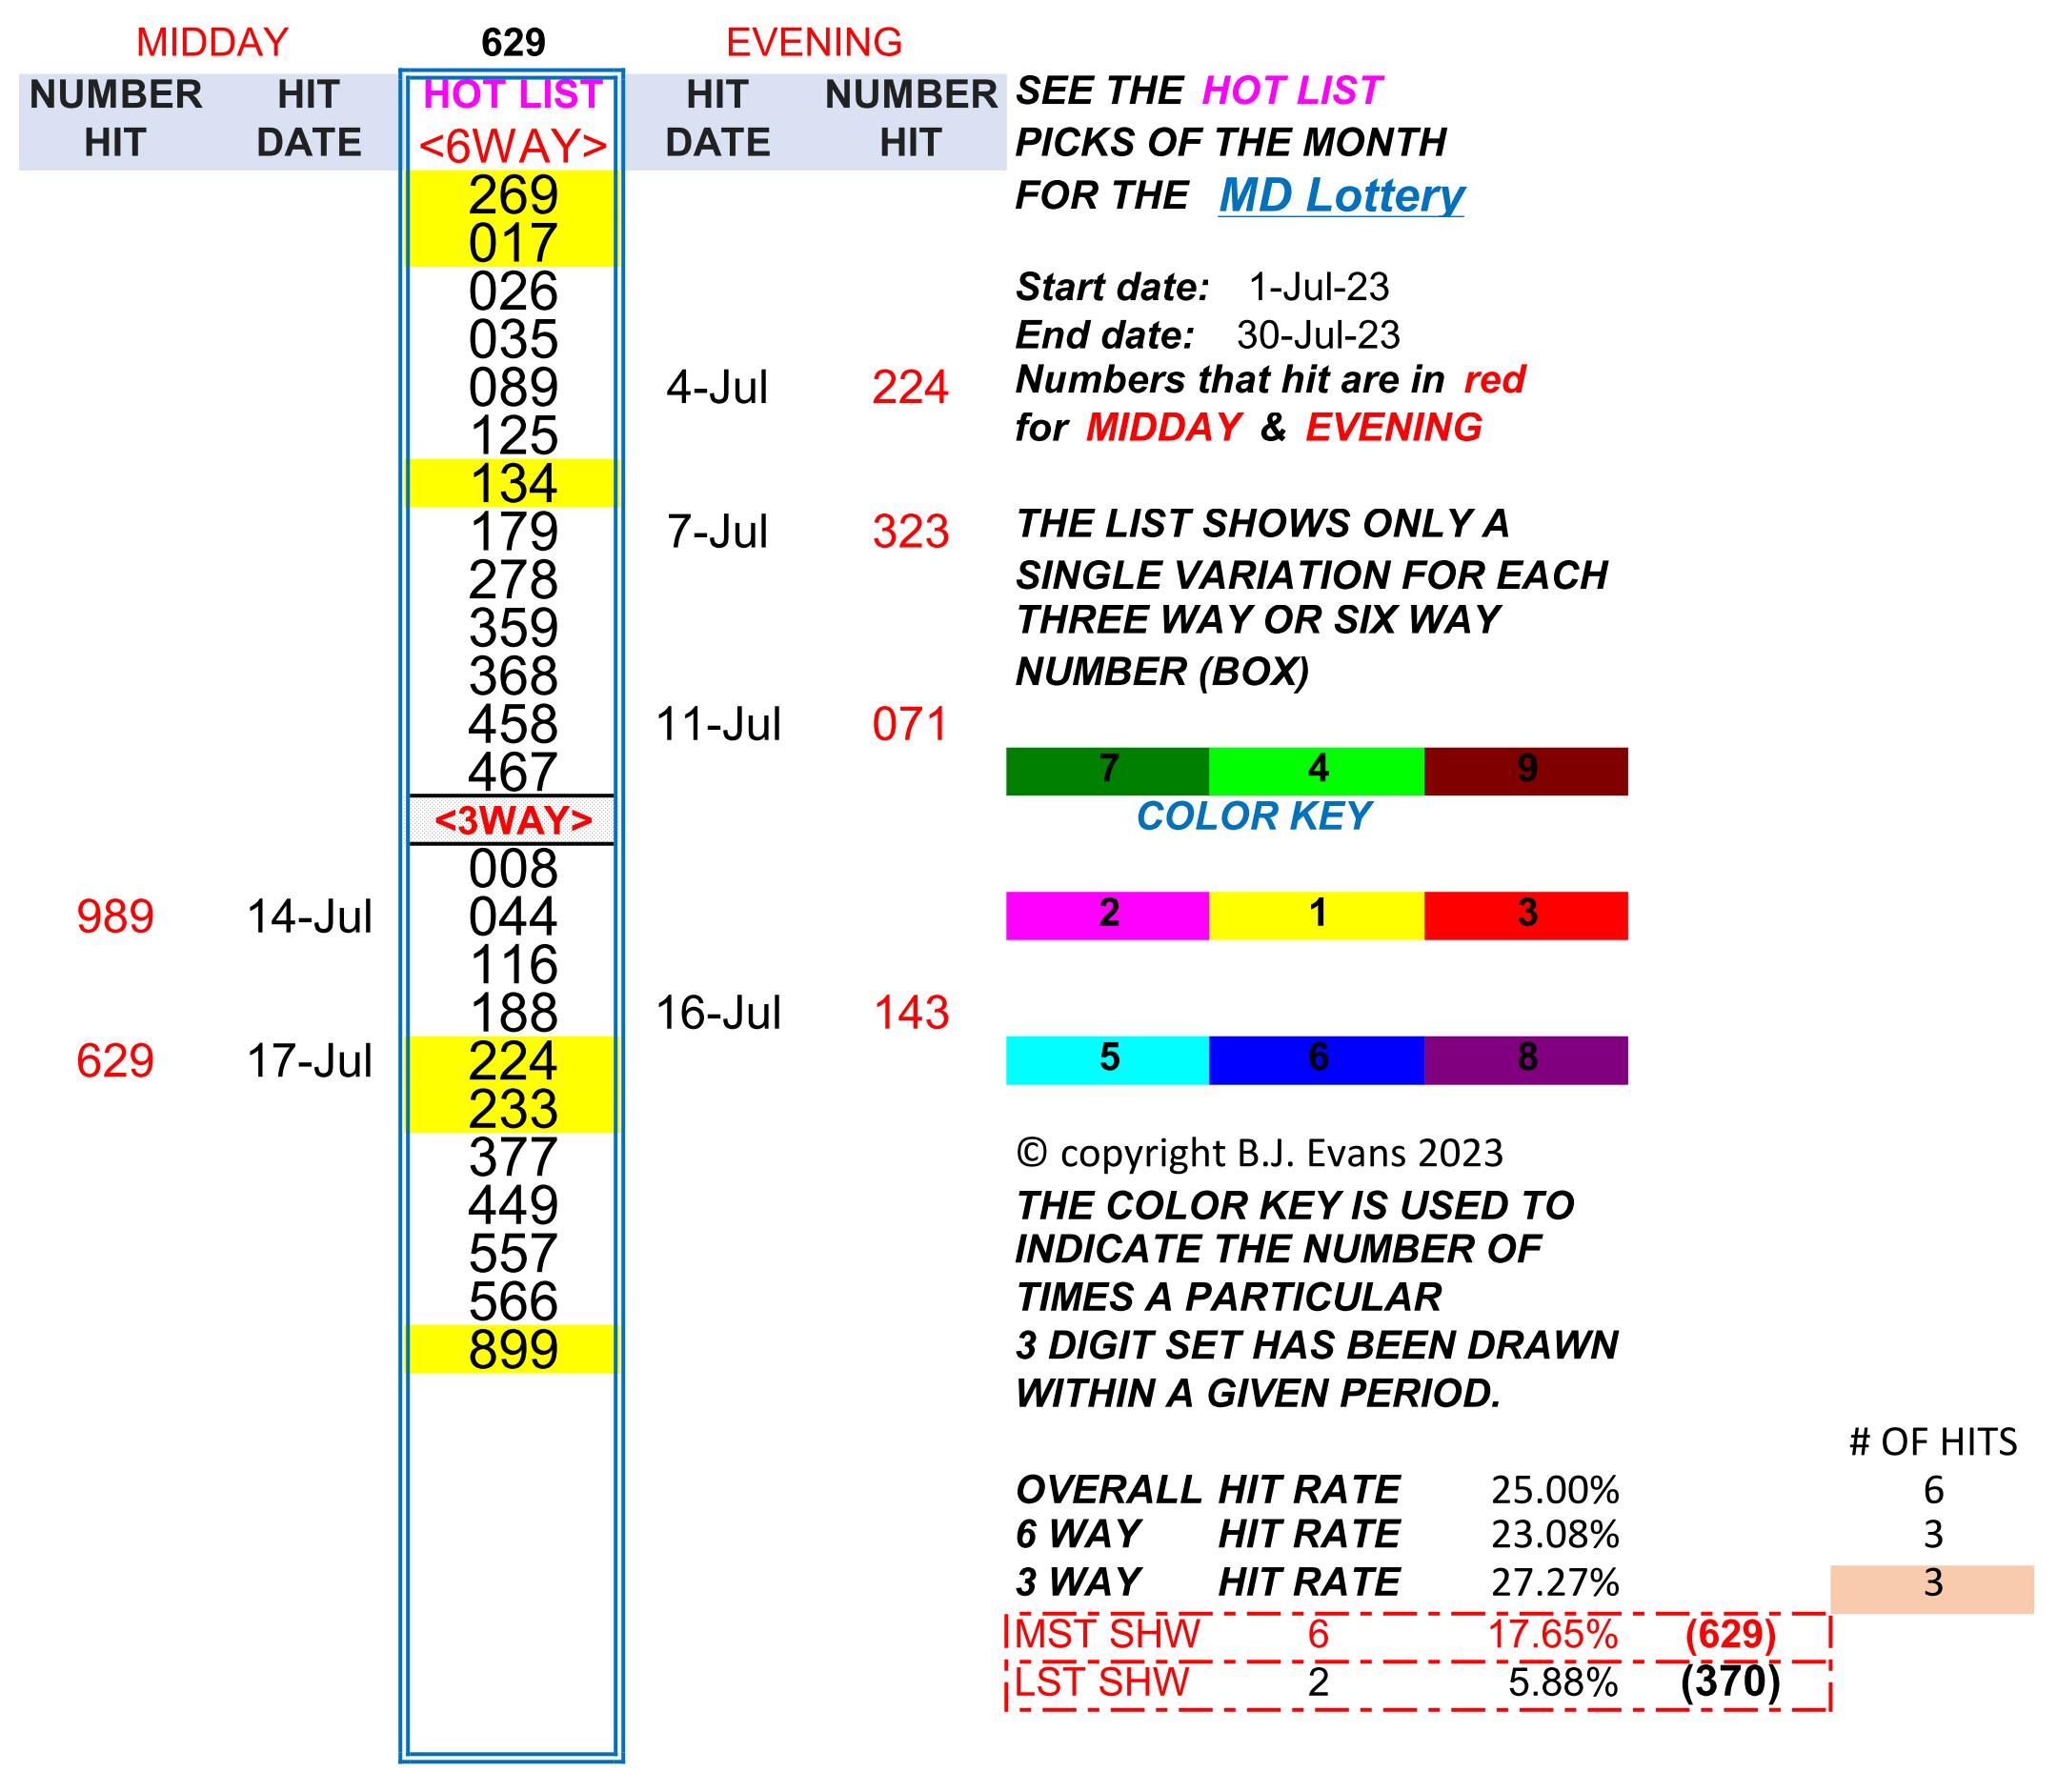 MIDDAY 629 EVENING
NUMBER HIT HOT LIST HIT NUMBER SEE THE HOT LIST
HIT DATE <6WAY> DATE HIT PICKS OF THE MONTH
269 FOR THE MD Lottery
017
026 Start date: 1-Jul-23
035 End date: 30-Jul-23
089 4-Jul 224 Numbers that hit are in red
125 for MIDDAY & EVENING
134
179 7-Jul 323 THE LIST SHOWS ONLY A
278 SINGLE VARIATION FOR EACH
359 THREE WAY OR SIX WAY
368 NUMBER (BOX)
458 11-Jul 071
467 7 4 9
<3WAY> COLOR KEY
008
989 14-Jul 044 2 1 3
116
188 16-Jul 143
629 17-Jul 224 5 6 8
233
377 © copyright B.J. Evans 2023
449 THE COLOR KEY IS USED TO
557 INDICATE THE NUMBER OF
566 TIMES A PARTICULAR
899 3 DIGIT SET HAS BEEN DRAWN
WITHIN A GIVEN PERIOD.
# OF HITS
OVERALL HIT RATE 25.00% 6
6 WAY HIT RATE 23.08% 3
3 WAY HIT RATE 27.27% 3
MST SHW 6 17.65% (629)
LST SHW 2 5.88% (370)